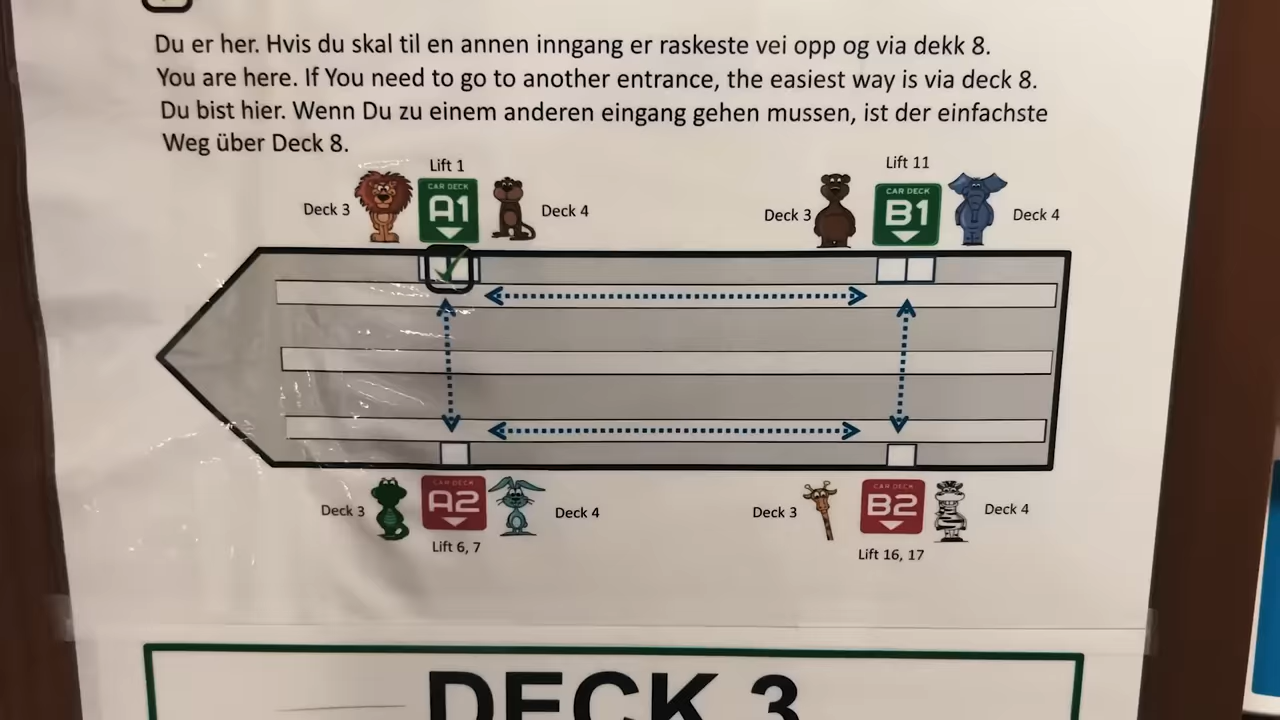 Du er her. Hvis du skal til en annen inngang er raskeste vei opp og via dekk 8.
You are here. If You need to go to another entrance, the easiest way is via deck 8.
Du bist hier. Wenn Du zu einem anderen eingang gehen mussen, ist der einfachste
Weg über Deck 8.
Lift 1
Lift 11
Deck 3
CAR DECK
A1
Deck 4
Deck 3
CAR DECK
B1
Deck 4
Deck 3
CAR DECK
A2
Deck 4
Deck 3
CAR DECK
B2
Deck 4
Lift 6, 7
Lift 16, 17
DECK 3